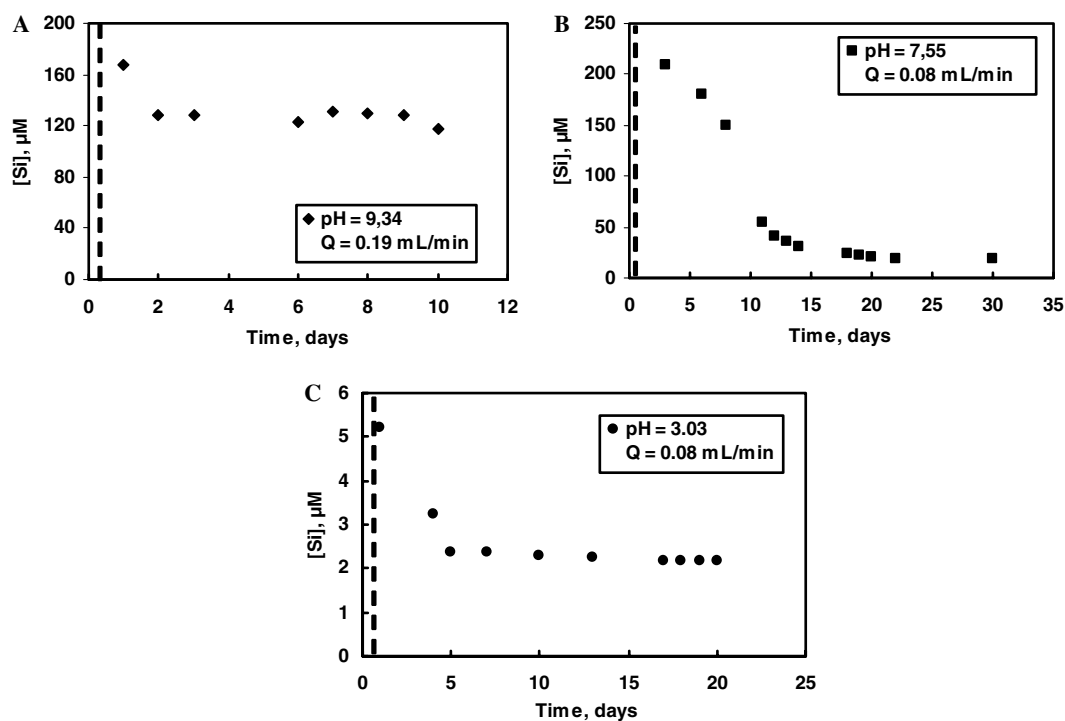 A
200
160
120
80
40
0
[Si], µM
pH = 9,34
Q = 0.19 mL/min
0 2 4 6 8 10 12
Time, days
B
250
200
150
100
50
0
[Si], µM
pH = 7,55
Q = 0.08 mL/min
0 5 10 15 20 25 30 35
Time, days
C
6
5
4
3
2
1
0
[Si], µM
pH = 3.03
Q = 0.08 mL/min
0 5 10 15 20 25
Time, days